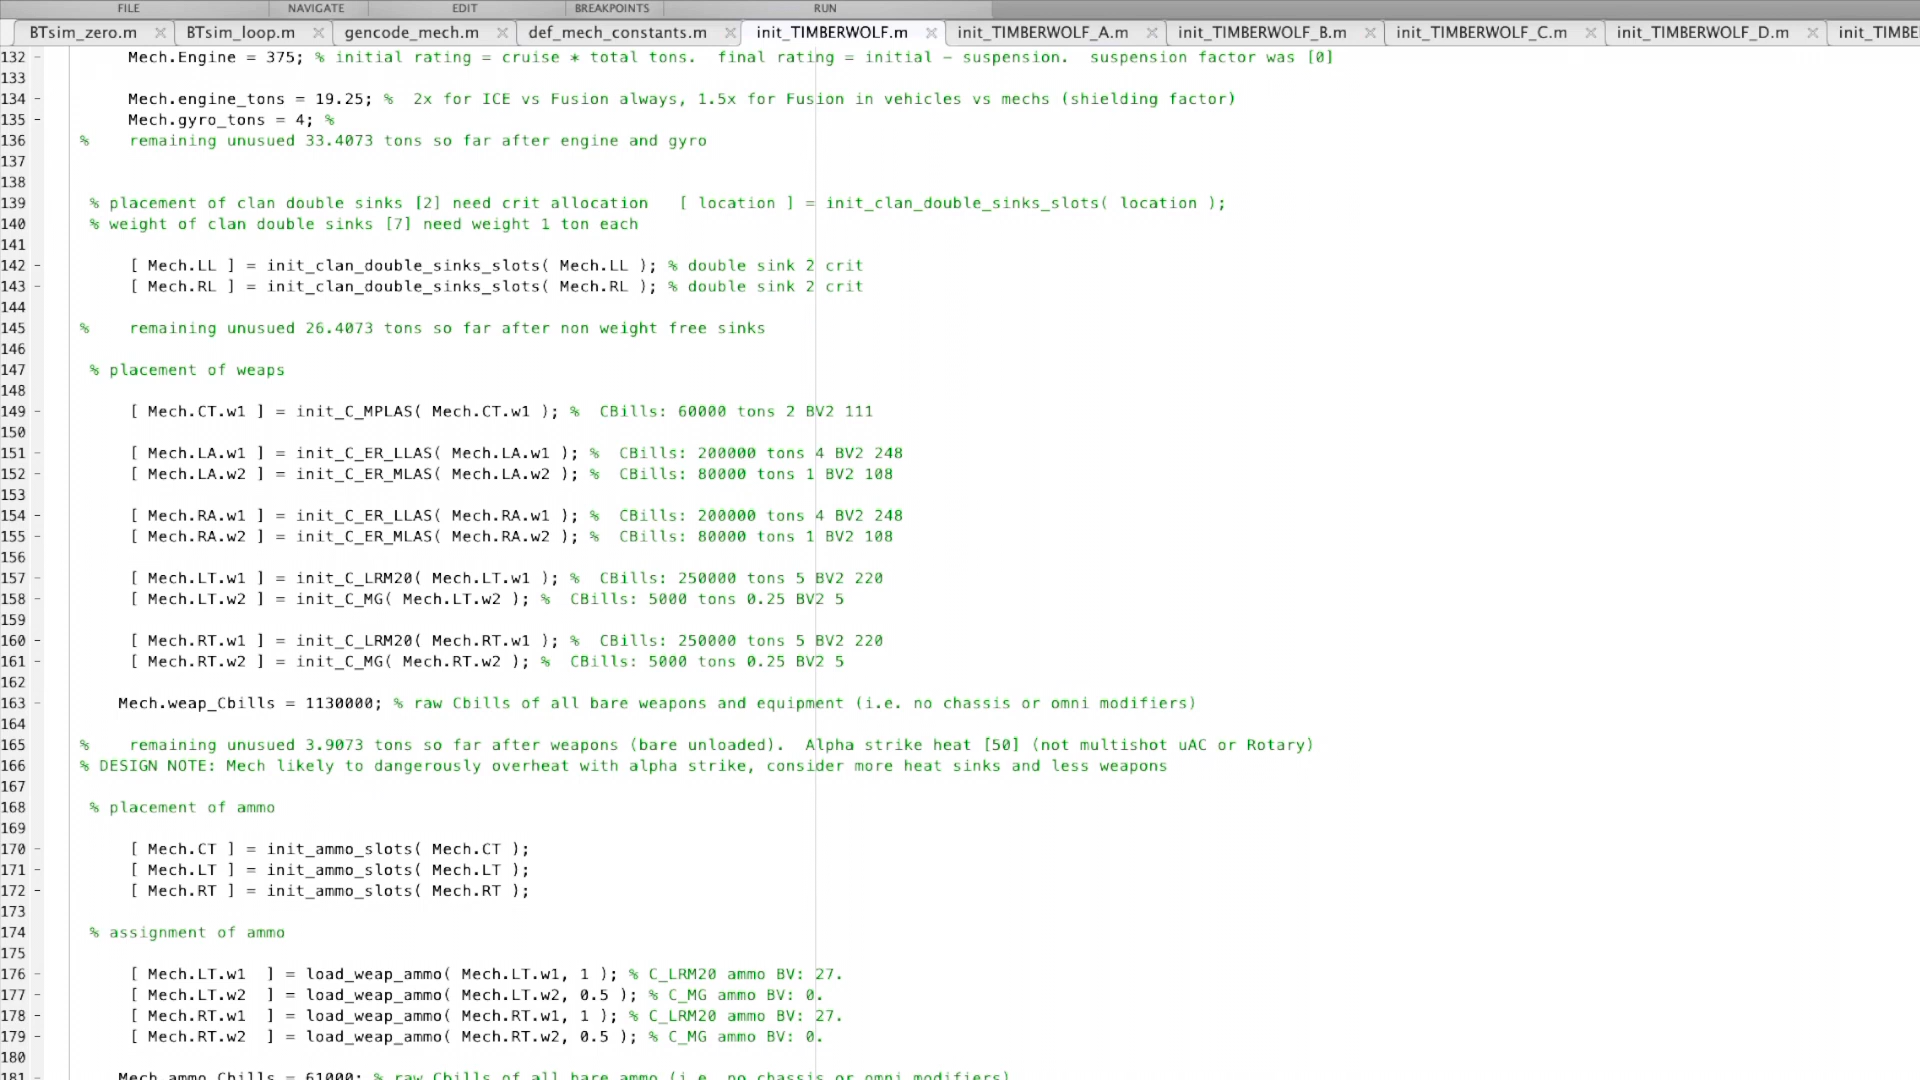 FILE NAVIGATE EDIT BREAKPOINTS RUN
BTsim_zero.m BTsim_loop.m gencode_mech.m def_mech_constants.m init_TIMBERWOLF.m init_TIMBERWOLF_A.m init_TIMBERWOLF_B.m init_TIMBERWOLF_C.m init_TIMBERWOLF_D.m init_TIMBE
132 Mech.Engine = 375; % initial rating = cruise * total tons. final rating = initial - suspension. suspension factor was [0]
133
134 Mech.engine_tons = 19.25; % 2x for ICE vs Fusion always, 1.5x for Fusion in vehicles vs mechs (shielding factor)
135 Mech.gyro_tons = 4; %
136 % remaining unusued 33.4073 tons so far after engine and gyro
137
138
139 % placement of clan double sinks [2] need crit allocation [ location ] = init_clan_double_sinks_slots( location );
140 % weight of clan double sinks [7] need weight 1 ton each
141
142 [ Mech.LL ] = init_clan_double_sinks_slots( Mech.LL ); % double sink 2 crit
143 [ Mech.RL ] = init_clan_double_sinks_slots( Mech.RL ); % double sink 2 crit
144
145 % remaining unusued 26.4073 tons so far after non weight free sinks
146
147 % placement of weaps
148
149 [ Mech.CT.w1 ] = init_C_MPLAS( Mech.CT.w1 ); % CBills: 60000 tons 2 BV2 111
150
151 [ Mech.LA.w1 ] = init_C_ER_LLAS( Mech.LA.w1 ); % CBills: 200000 tons 4 BV2 248
152 [ Mech.LA.w2 ] = init_C_ER_MLAS( Mech.LA.w2 ); % CBills: 80000 tons 1 BV2 108
153
154 [ Mech.RA.w1 ] = init_C_ER_LLAS( Mech.RA.w1 ); % CBills: 200000 tons 4 BV2 248
155 [ Mech.RA.w2 ] = init_C_ER_MLAS( Mech.RA.w2 ); % CBills: 80000 tons 1 BV2 108
156
157 [ Mech.LT.w1 ] = init_C_LRM20( Mech.LT.w1 ); % CBills: 250000 tons 5 BV2 220
158 [ Mech.LT.w2 ] = init_C_MG( Mech.LT.w2 ); % CBills: 5000 tons 0.25 BV2 5
159
160 [ Mech.RT.w1 ] = init_C_LRM20( Mech.RT.w1 ); % CBills: 250000 tons 5 BV2 220
161 [ Mech.RT.w2 ] = init_C_MG( Mech.RT.w2 ); % CBills: 5000 tons 0.25 BV2 5
162
163 Mech.weap_Cbills = 1130000; % raw Cbills of all bare weapons and equipment (i.e. no chassis or omni modifiers)
164
165 % remaining unusued 3.9073 tons so far after weapons (bare unloaded). Alpha strike heat [50] (not multishot uAC or Rotary)
166 % DESIGN NOTE: Mech likely to dangerously overheat with alpha strike, consider more heat sinks and less weapons
167
168 % placement of ammo
169
170 [ Mech.CT ] = init_ammo_slots( Mech.CT );
171 [ Mech.LT ] = init_ammo_slots( Mech.LT );
172 [ Mech.RT ] = init_ammo_slots( Mech.RT );
173
174 % assignment of ammo
175
176 [ Mech.LT.w1 ] = load_weap_ammo( Mech.LT.w1, 1 ); % C_LRM20 ammo BV: 27.
177 [ Mech.LT.w2 ] = load_weap_ammo( Mech.LT.w2, 0.5 ); % C_MG ammo BV: 0.
178 [ Mech.RT.w1 ] = load_weap_ammo( Mech.RT.w1, 1 ); % C_LRM20 ammo BV: 27.
179 [ Mech.RT.w2 ] = load_weap_ammo( Mech.RT.w2, 0.5 ); % C_MG ammo BV: 0.
180
181 Mech.ammo_Cbills = 61000; % raw Cbills of all bare ammo (i.e. no chassis or omni modifiers)